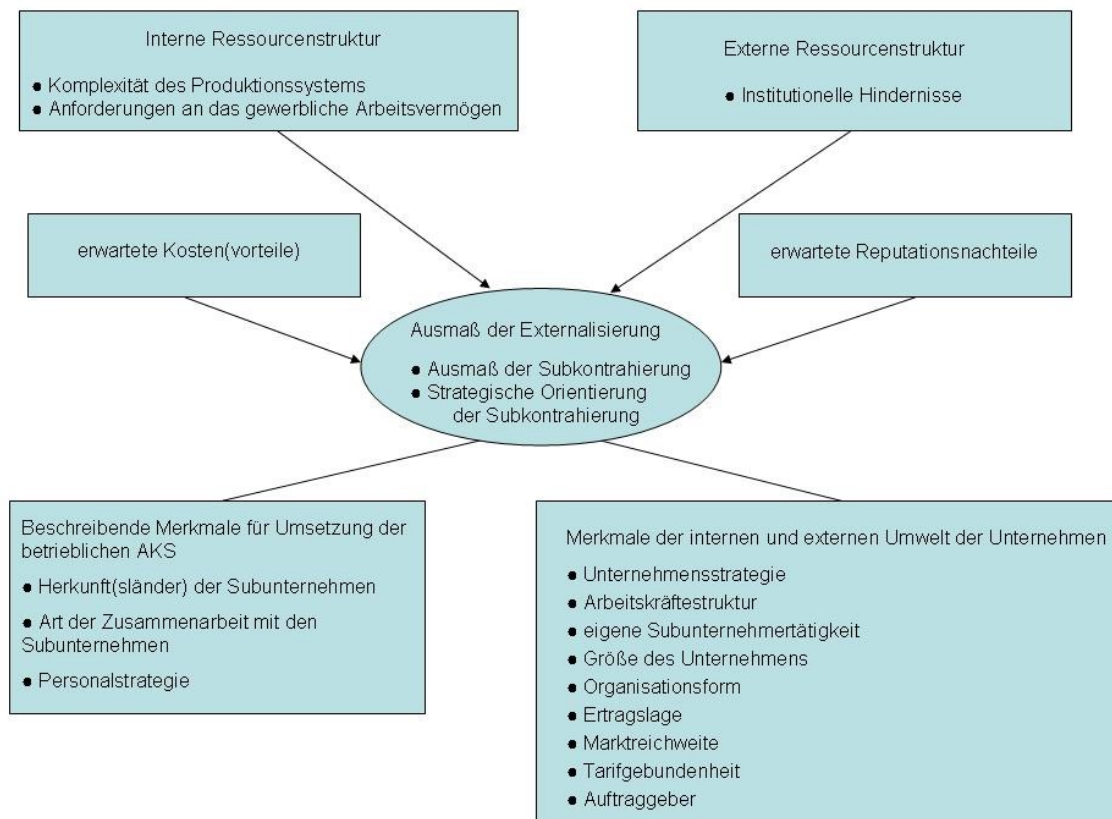 Interne Ressourcenstruktur
● Komplexität des Produktionssystems
● Anforderungen an das gewerbliche Arbeitsvermögen
Externe Ressourcenstruktur
● Institutionelle Hindernisse
erwartete Kosten(vorteile)
erwartete Reputationsnachteile
Ausmaß der Externalisierung
● Ausmaß der Subkontrahierung
● Strategische Orientierung
der Subkontrahierung
Beschreibende Merkmale für Umsetzung der
betrieblichen AKS
● Herkunft(sländer) der Subunternehmen
● Art der Zusammenarbeit mit den
Subunternehmen
● Personalstrategie
Merkmale der internen und externen Umwelt der Unternehmen
● Unternehmensstrategie
● Arbeitskräftestruktur
● eigene Subunternehmertätigkeit
● Größe des Unternehmens
● Organisationsform
● Ertragslage
● Marktreichweite
● Tarifgebundenheit
● Auftraggeber